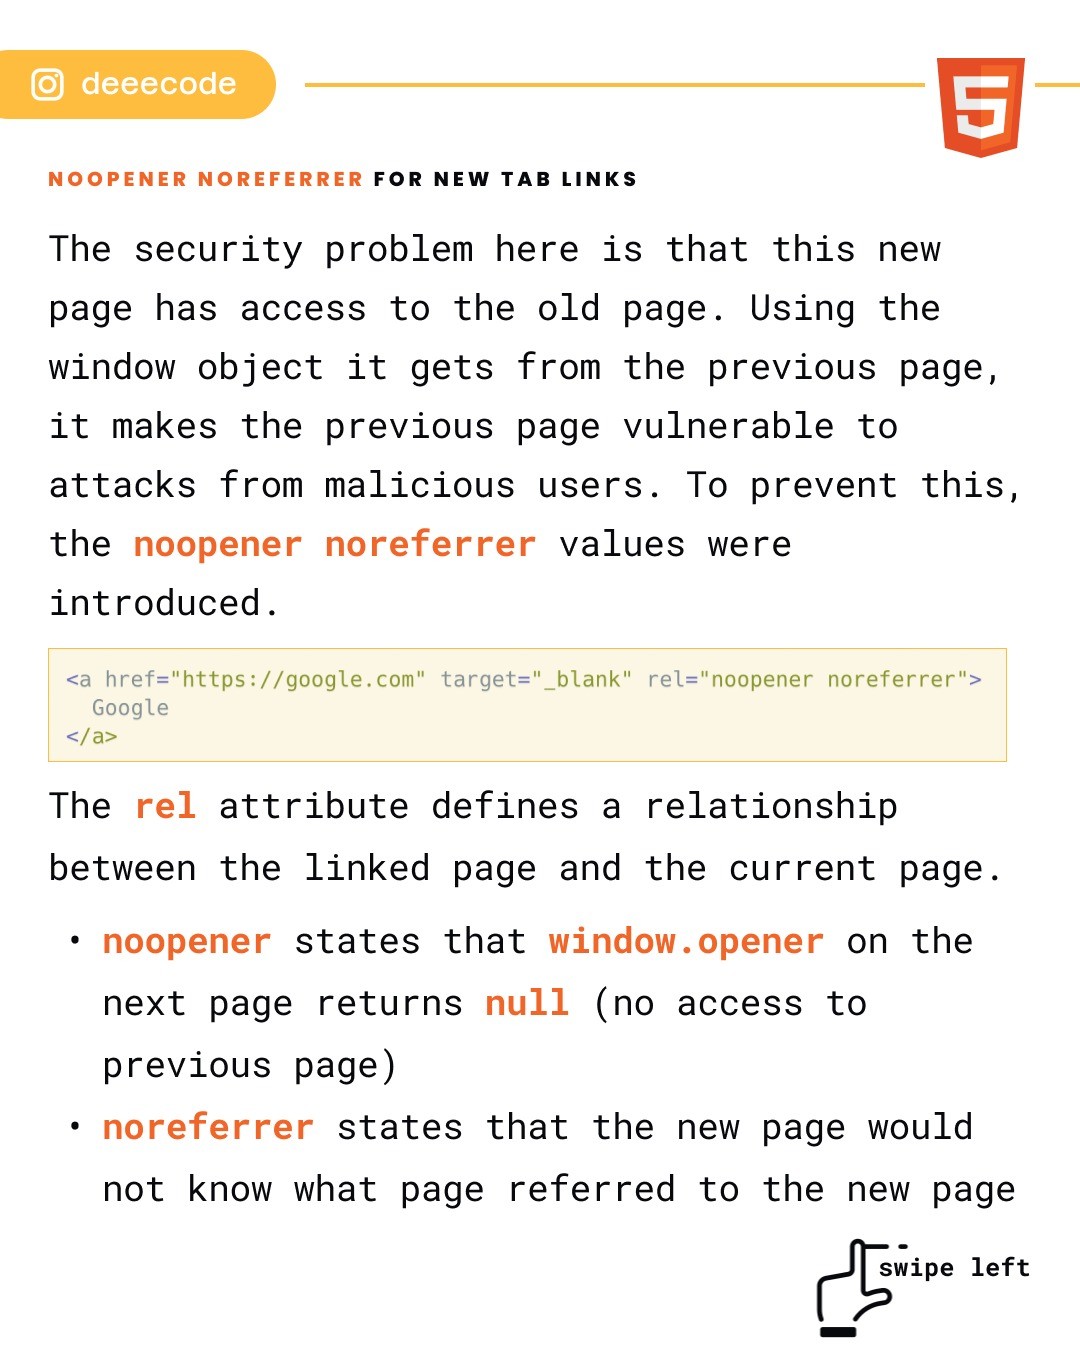 deeecode
NOOPENER NOREFERRER FOR NEW TAB LINKS
The security problem here is that this new
page has access to the old page. Using the
window object it gets from the previous page,
it makes the previous page vulnerable to
attacks from malicious users. To prevent this,
the noopener noreferrer values were
introduced.
<a href="https://google.com" target="_blank" rel="noopener noreferrer">
  Google
</a>
The rel attribute defines a relationship
between the linked page and the current page.
• noopener states that window.opener on the
next page returns null (no access to
previous page)
• noreferrer states that the new page would
not know what page referred to the new page
swipe left